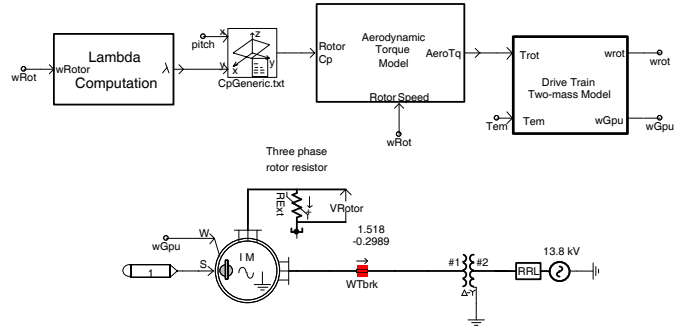 pitch
x
z
y
x
y
CpGeneric.txt
wRot
wRotor
Lambda
Computation
λ
Rotor
Cp
Aerodynamic
Torque
Model
AeroTq
Rotor Speed
wRot
Trot
wrot
wrot
Drive Train
Two-mass Model
Tem
Tem
wGpu
wGpu
Three phase
rotor resistor
RExt
+
VRotor
1.518
-0.2989
wGpu
W
S
1
I M
WTbrk
#1
#2
Δ-Y
RRL
13.8 kV